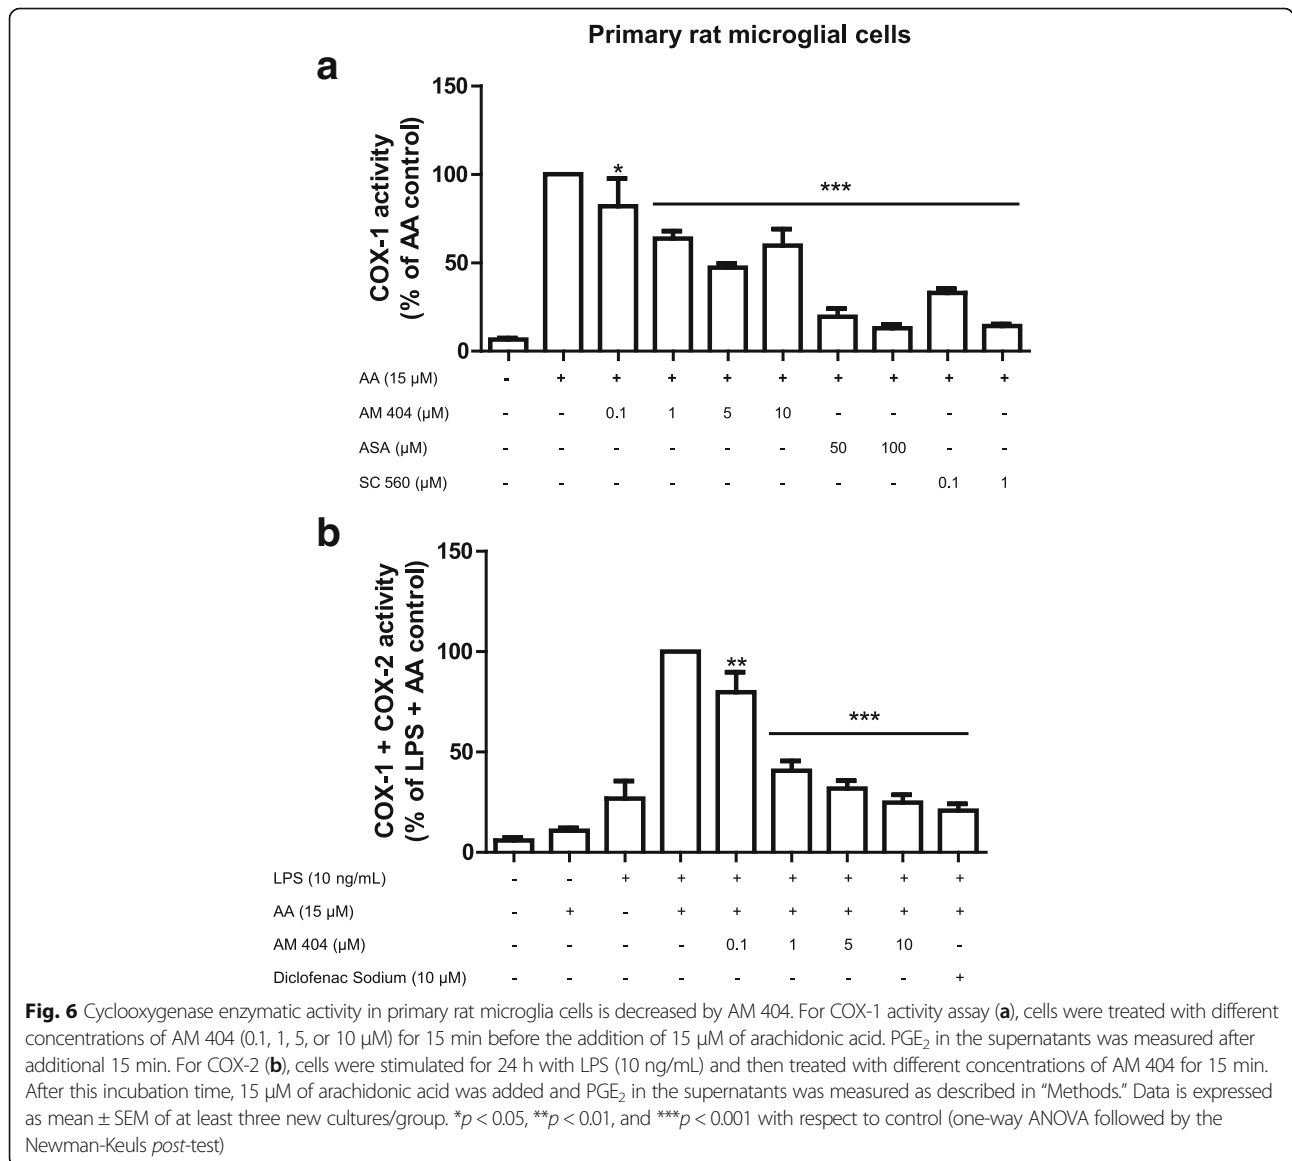 Primary rat microglial cells
a
COX-1 activity
(% of AA control)
150
100
50
0
*
***
AA (15 µM) - + + + + + + + + +
AM 404 (µM) - - 0.1 1 5 10 - - - -
ASA (µM) - - - - - - 50 100 - -
SC 560 (µM) - - - - - - - - 0.1 1
b
COX-1 + COX-2 activity
(% of LPS + AA control)
150
100
50
0
**
***
LPS (10 ng/mL) - - + + + + + + +
AA (15 µM) - + - + + + + + +
AM 404 (µM) - - - - 0.1 1 5 10 -
Diclofenac Sodium (10 µM) - - - - - - - - +
Fig. 6 Cyclooxygenase enzymatic activity in primary rat microglia cells is decreased by AM 404. For COX-1 activity assay (a), cells were treated with different
concentrations of AM 404 (0.1, 1, 5, or 10 µM) for 15 min before the addition of 15 µM of arachidonic acid. PGE₂ in the supernatants was measured after
additional 15 min. For COX-2 (b), cells were stimulated for 24 h with LPS (10 ng/mL) and then treated with different concentrations of AM 404 for 15 min.
After this incubation time, 15 µM of arachidonic acid was added and PGE₂ in the supernatants was measured as described in “Methods.” Data is expressed
as mean ± SEM of at least three new cultures/group. *p < 0.05, **p < 0.01, and ***p < 0.001 with respect to control (one-way ANOVA followed by the
Newman-Keuls post-test)